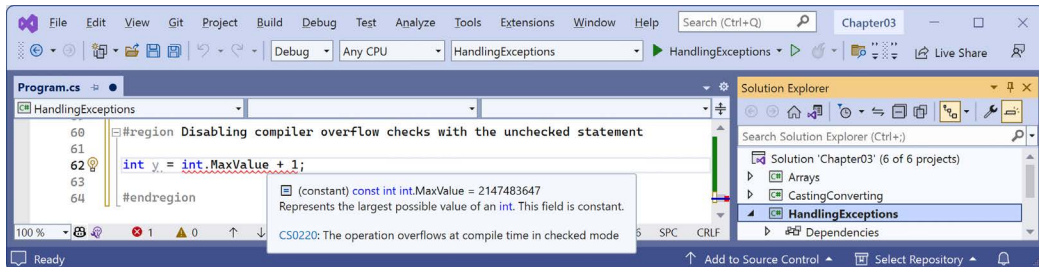 File Edit View Git Project Build Debug Test Analyze Tools Extensions Window Help Search (Ctrl+Q) Chapter03
Debug Any CPU HandlingExceptions HandlingExceptions Live Share
Program.cs
Solution Explorer
C# HandlingExceptions
Search Solution Explorer (Ctrl+;)
60 #region Disabling compiler overflow checks with the unchecked statement
61
62 int y = int.MaxValue + 1;
63
64 #endregion
(constant) const int int.MaxValue = 2147483647
Represents the largest possible value of an int. This field is constant.
CS0220: The operation overflows at compile time in checked mode
Solution 'Chapter03' (6 of 6 projects)
C# Arrays
C# CastingConverting
C# HandlingExceptions
Dependencies
100 % 1 0 SPC CRLF
Ready Add to Source Control Select Repository